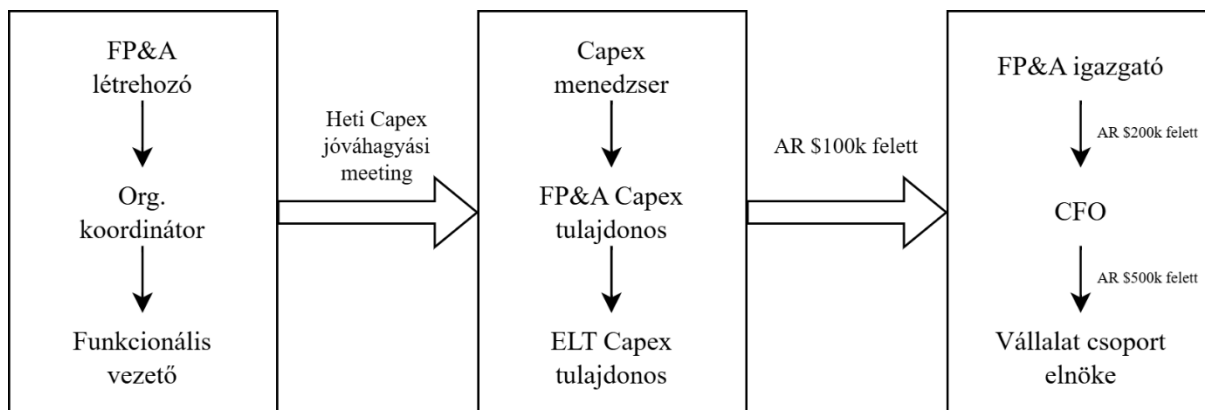 FP&A
létrehozó
Org.
koordinátor
Funkcionális
vezető
Heti Capex
jóváhagyási
meeting
Capex
menedzser
FP&A Capex
tulajdonos
ELT Capex
tulajdonos
AR $100k felett
FP&A igazgató
AR $200k felett
CFO
AR $500k felett
Vállalat csoport
elnöke